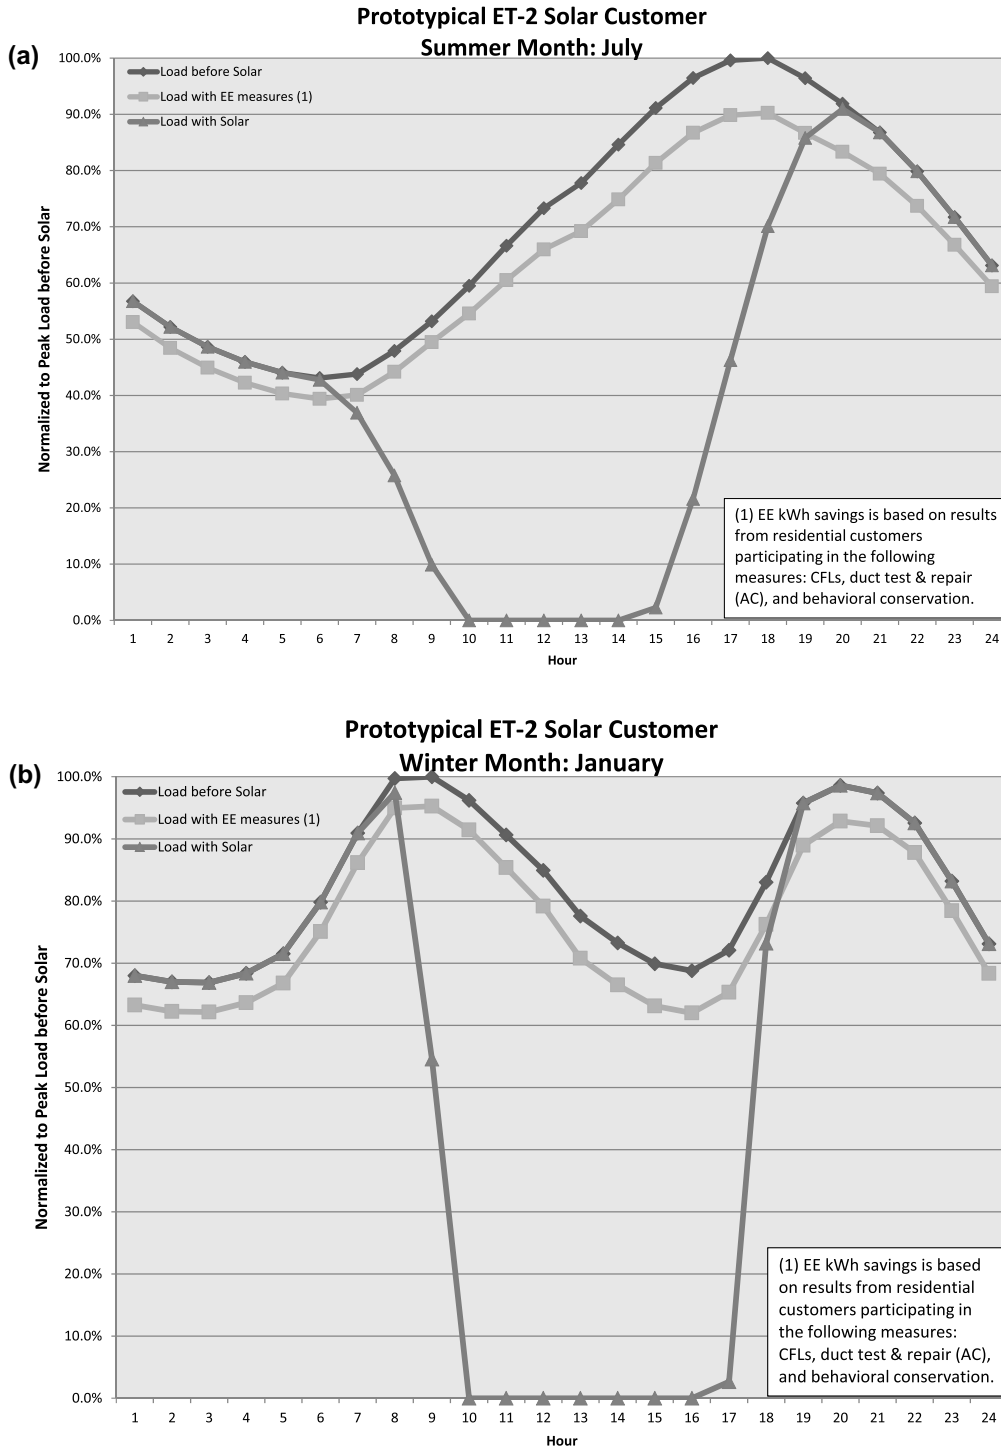 Prototypical ET-2 Solar Customer
Summer Month: July
(a)
100.0%
90.0%
80.0%
70.0%
60.0%
50.0%
40.0%
30.0%
20.0%
10.0%
0.0%
Normalized to Peak Load before Solar
Load before Solar
Load with EE measures (1)
Load with Solar
(1) EE kWh savings is based on results
from residential customers
participating in the following
measures: CFLs, duct test & repair
(AC), and behavioral conservation.
1 2 3 4 5 6 7 8 9 10 11 12 13 14 15 16 17 18 19 20 21 22 23 24
Hour
Prototypical ET-2 Solar Customer
Winter Month: January
(b)
100.0%
90.0%
80.0%
70.0%
60.0%
50.0%
40.0%
30.0%
20.0%
10.0%
0.0%
Normalized to Peak Load before Solar
Load before Solar
Load with EE measures (1)
Load with Solar
(1) EE kWh savings is based
on results from residential
customers participating in
the following measures:
CFLs, duct test & repair (AC),
and behavioral conservation.
1 2 3 4 5 6 7 8 9 10 11 12 13 14 15 16 17 18 19 20 21 22 23 24
Hour